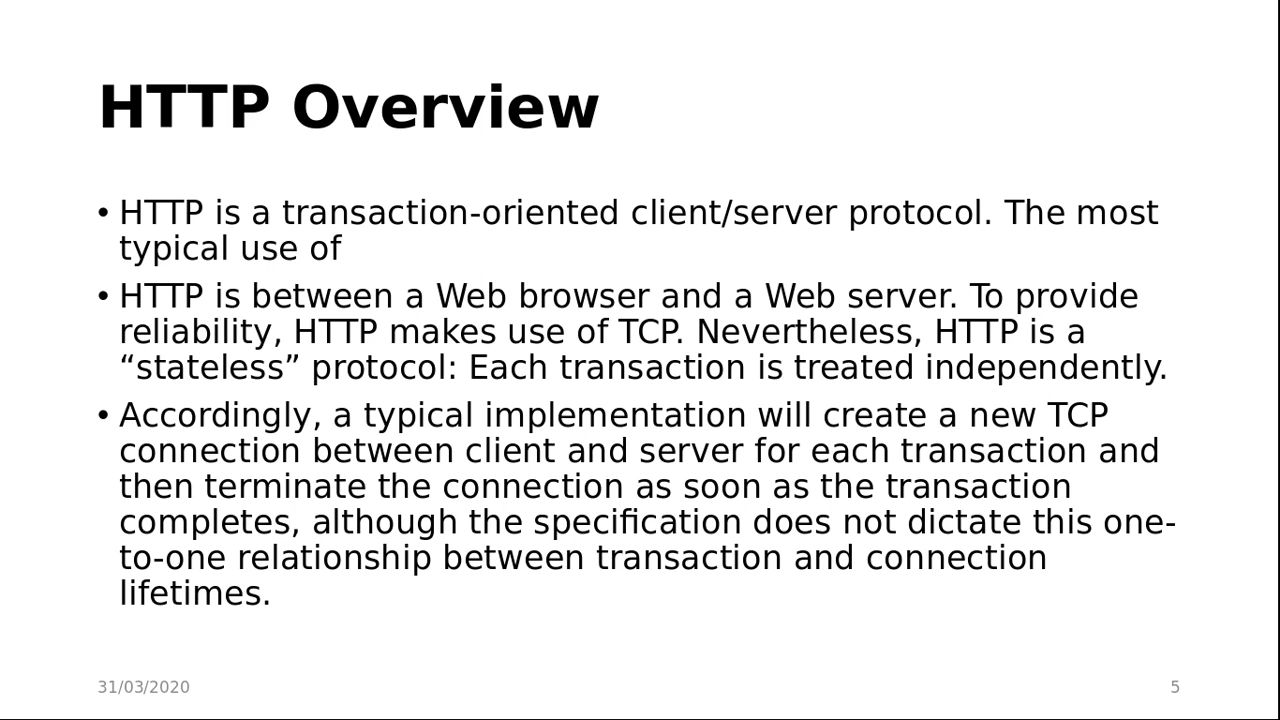 HTTP Overview
• HTTP is a transaction-oriented client/server protocol. The most
typical use of
• HTTP is between a Web browser and a Web server. To provide
reliability, HTTP makes use of TCP. Nevertheless, HTTP is a
“stateless” protocol: Each transaction is treated independently.
• Accordingly, a typical implementation will create a new TCP
connection between client and server for each transaction and
then terminate the connection as soon as the transaction
completes, although the specification does not dictate this one-
to-one relationship between transaction and connection
lifetimes.
31/03/2020
5